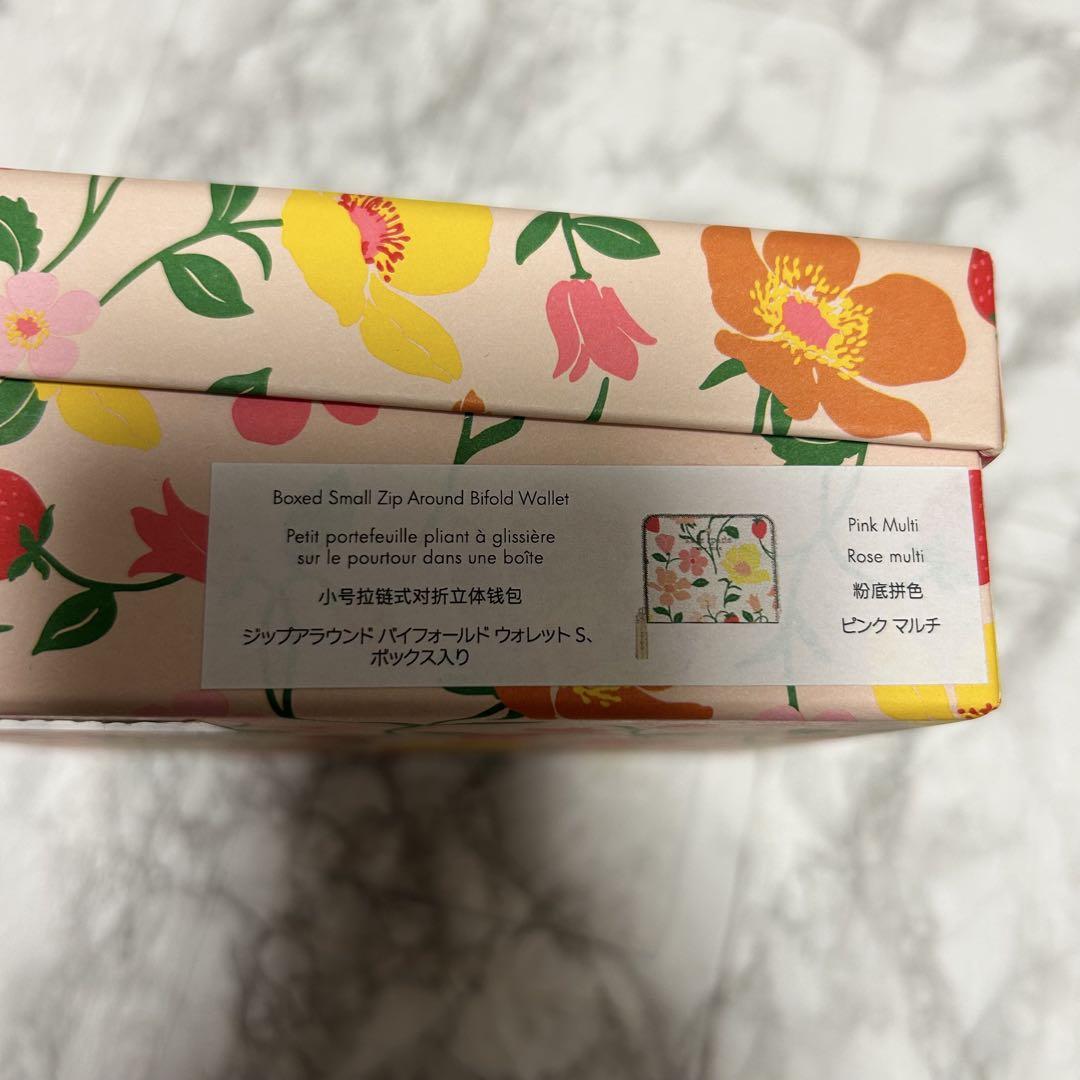 Boxed Small Zip Around Bifold Wallet
Petit portefeuille pliant à glissière
sur le pourtour dans une boîte
小号拉链式对折立体钱包
ジップアラウンド バイフォールド ウォレット S、
ボックス入り
Pink Multi
Rose multi
粉底拼色
ピンク マルチ